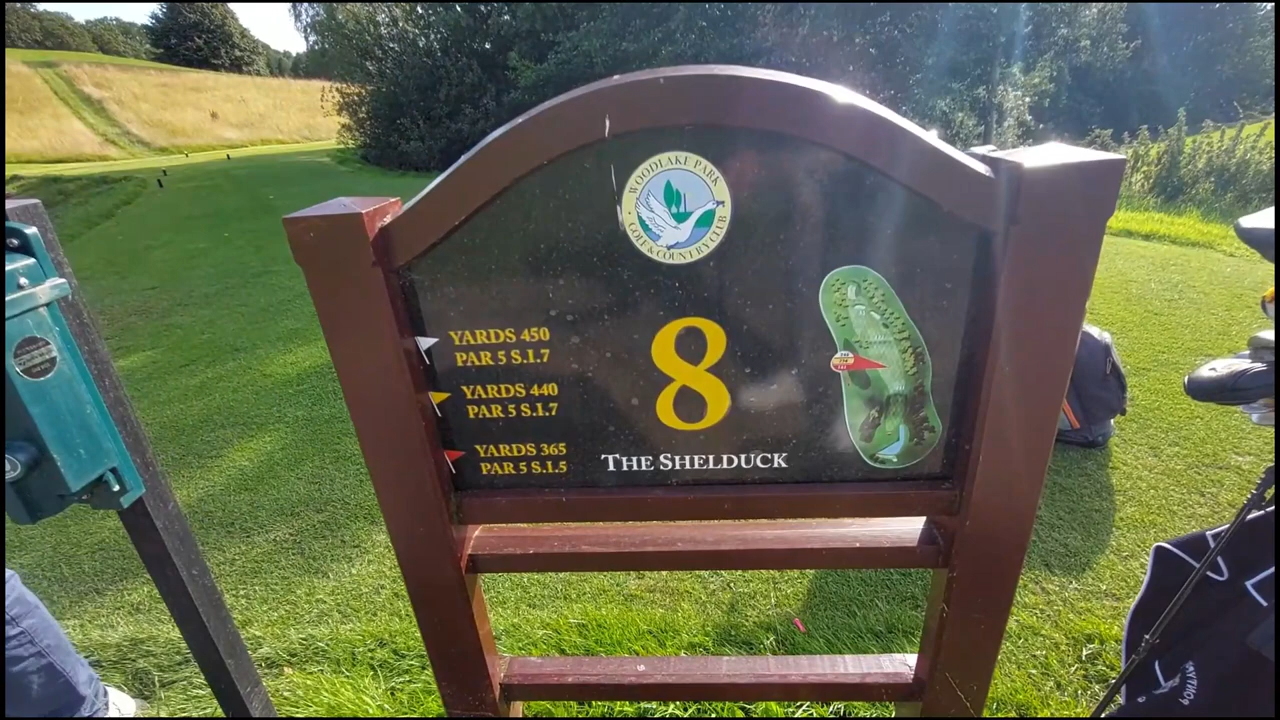 WOODLAKE PARK
GOLF & COUNTRY CLUB
YARDS 450
PAR 5 S.I.7
YARDS 440
PAR 5 S.I.7
YARDS 365
PAR 5 S.I.5
8
THE SHELDUCK